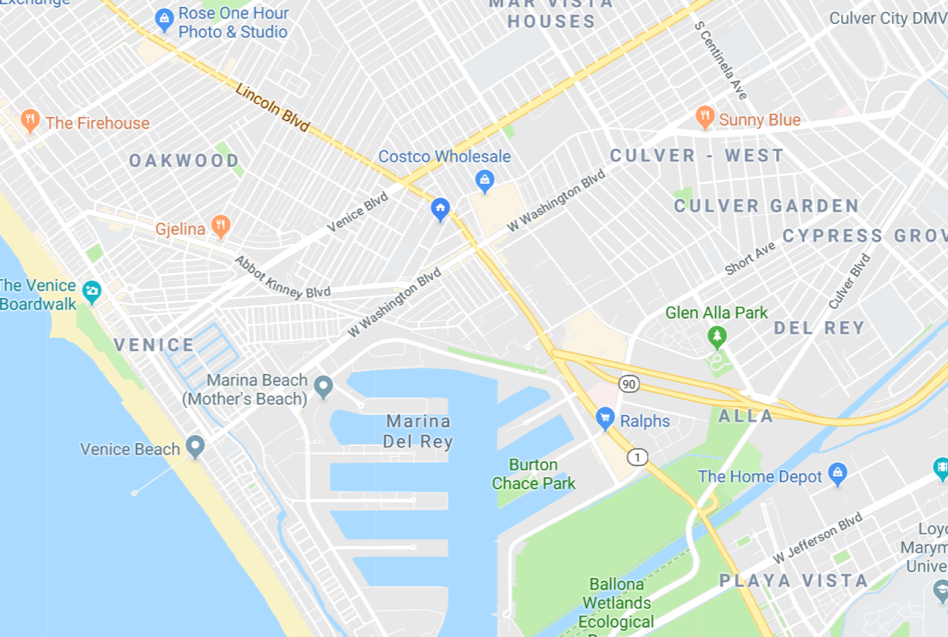 Exchange
Rose One Hour
Photo & Studio
MAR VISTA
HOUSES
Culver City DMV
S Centinela Ave
Lincoln Blvd
The Firehouse
Sunny Blue
OAKWOOD
Costco Wholesale
CULVER - WEST
Venice Blvd
W Washington Blvd
CULVER GARDEN
Gjelina
CYPRESS GROV
Short Ave
Abbot Kinney Blvd
Culver Blvd
The Venice
Boardwalk
W Washington Blvd
Glen Alla Park
DEL REY
VENICE
Marina Beach
(Mother's Beach)
90
Marina
Del Rey
Ralphs
ALLA
Venice Beach
1
Burton
Chace Park
The Home Depot
W Jefferson Blvd
Loyo
Marym
Unive
PLAYA VISTA
Ballona
Wetlands
Ecological